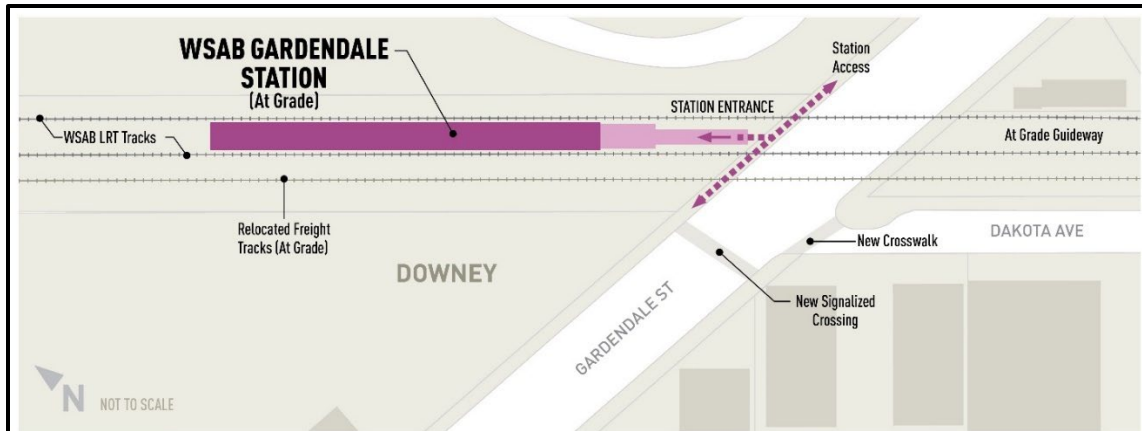 WSAB GARDENDALE
STATION
(At Grade)
Station
Access
STATION ENTRANCE
WSAB LRT Tracks
At Grade Guideway
Relocated Freight
Tracks (At Grade)
DOWNEY
New Crosswalk
DAKOTA AVE
GARDENDALE ST
New Signalized
Crossing
N
NOT TO SCALE